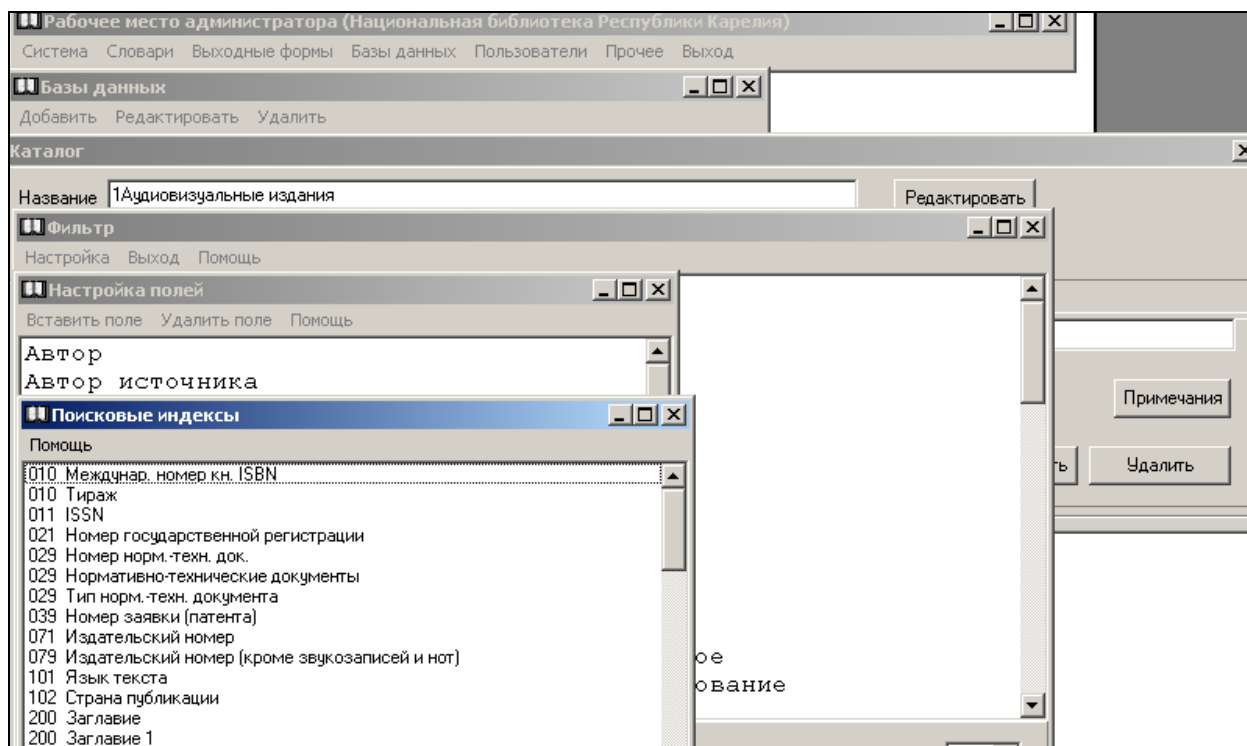 Рабочее место администратора (Национальная библиотека Республики Карелия)
Система Словари Выходные формы Базы данных Пользователи Прочее Выход
Базы данных
Добавить Редактировать Удалить
Каталог
Название 1Аудиовизуальные издания Редактировать
Фильтр
Настройка Выход Помощь
Настройка полей
Вставить поле Удалить поле Помощь
Автор
Автор источника
Примечания
Поисковые индексы
Помощь
ть Удалить
010 Междунар. номер кн. ISBN
010 Тираж
011 ISSN
021 Номер государственной регистрации
029 Номер норм.-техн. док.
029 Нормативно-технические документы
029 Тип норм.-техн. документа
039 Номер заявки (патента)
071 Издательский номер
079 Издательский номер (кроме звукозаписей и нот)
ое
101 Язык текста
ование
102 Страна публикации
200 Заглавие
200 Заглавие 1